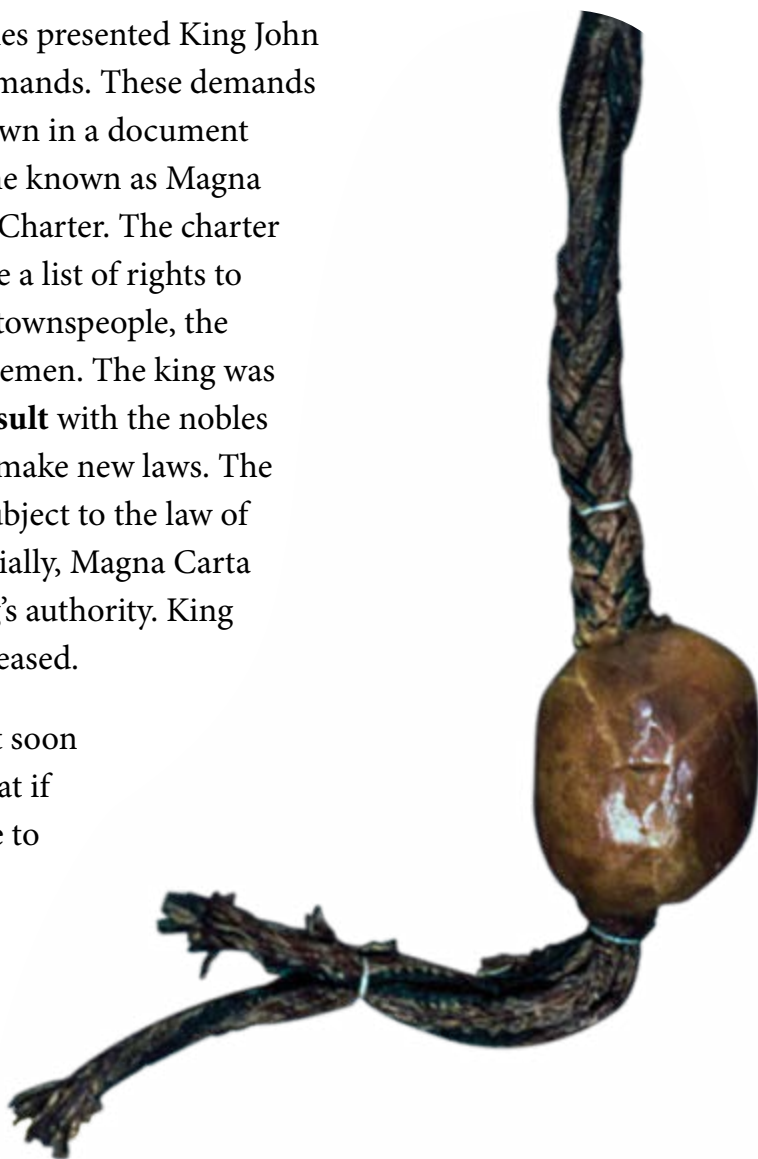 es presented King John
mands. These demands
wn in a document
e known as Magna
Charter. The charter
e a list of rights to
townspeople, the
emen. The king was
sult with the nobles
make new laws. The
bject to the law of
ially, Magna Carta
's authority. King
eased.
t soon
at if
e to